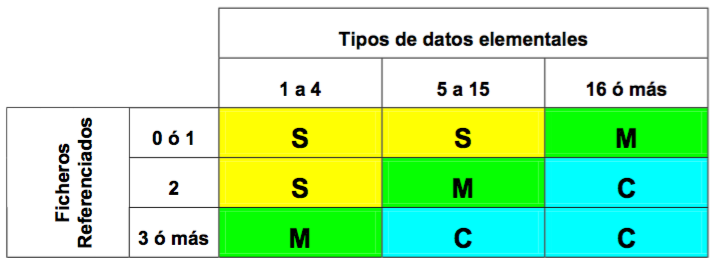 Tipos de datos elementales
1 a 4 5 a 15 16 ó más
Ficheros
Referenciados
0 ó 1 S S M
2 S M C
3 ó más M C C